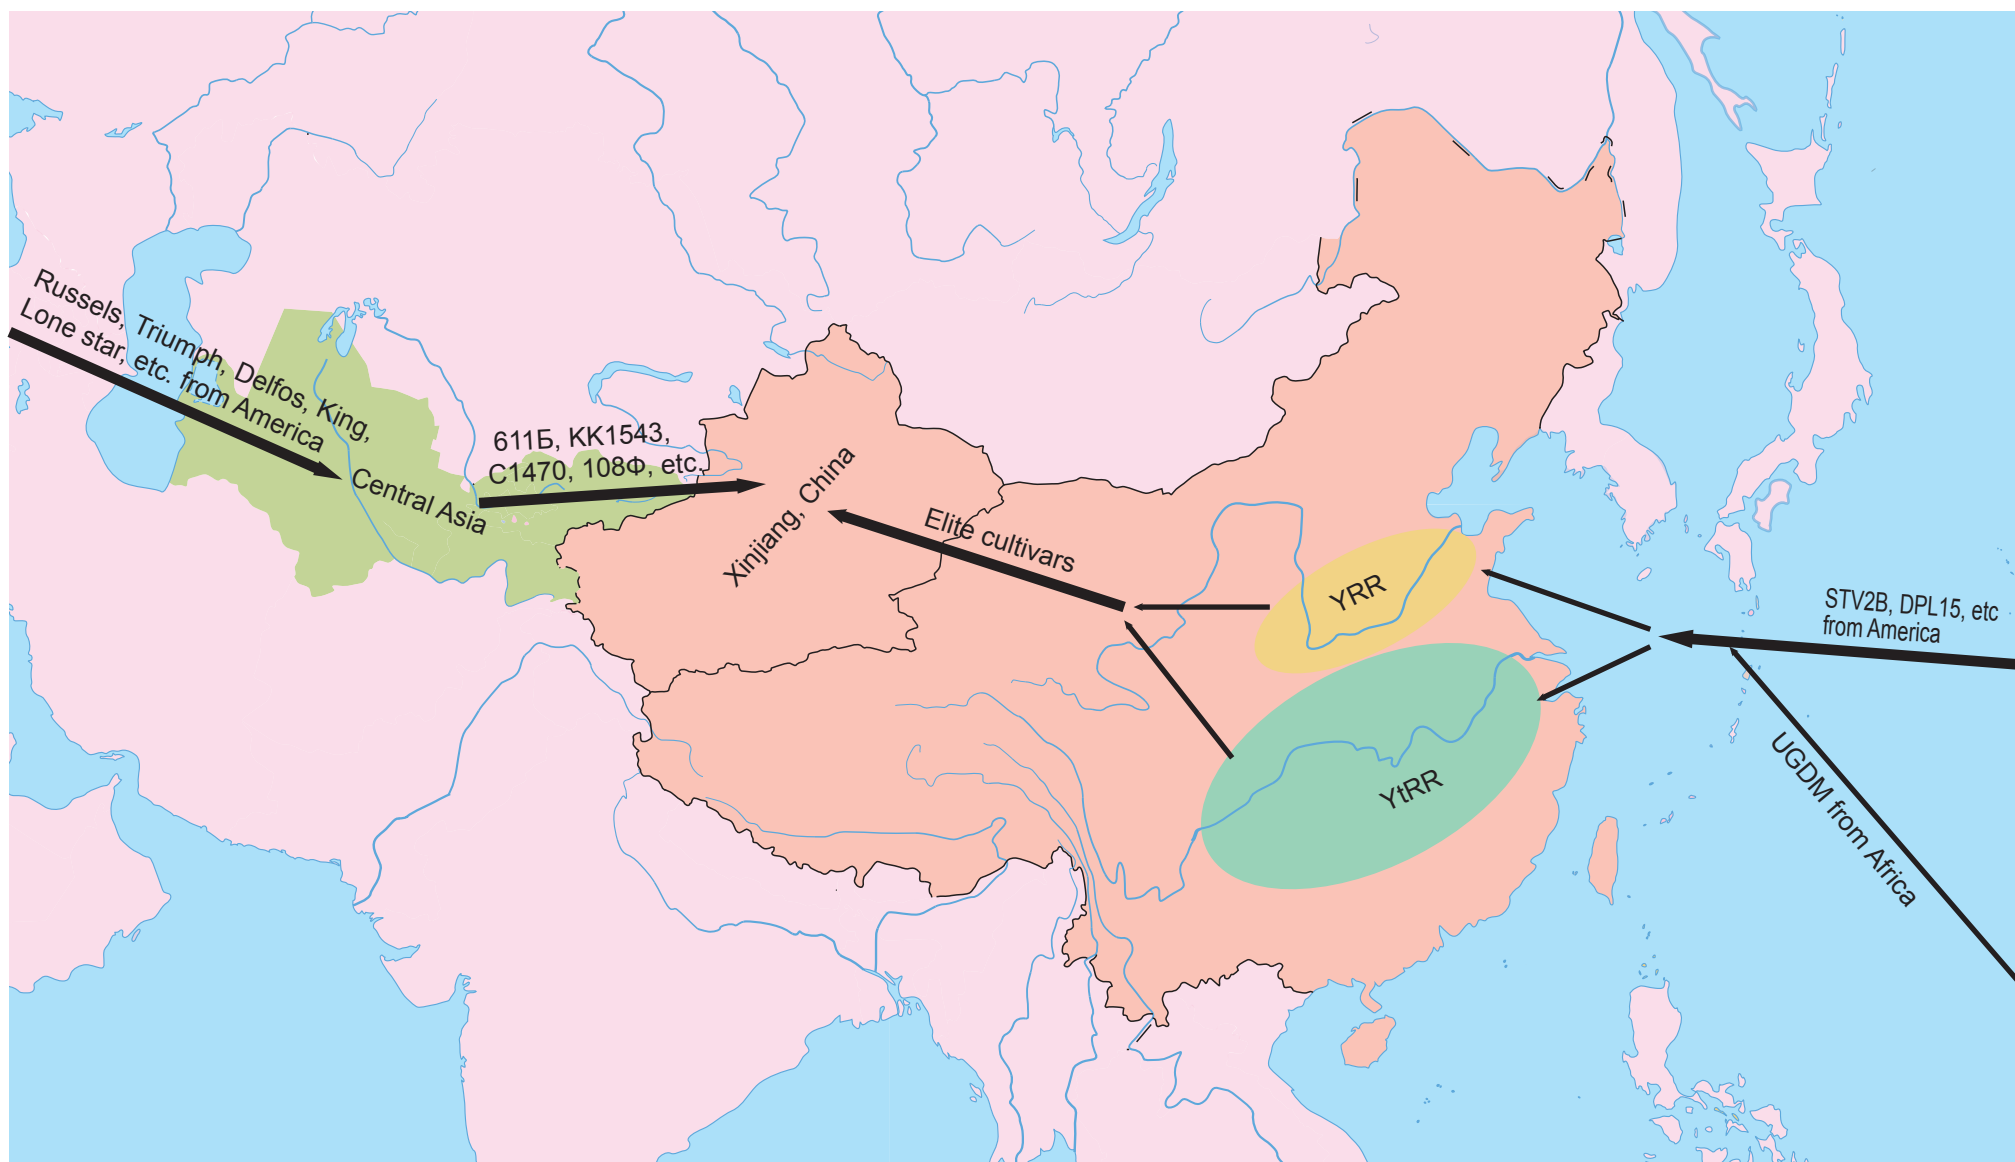 Russels, Triumph, Delfos, King,
Lone star, etc. from America
Central Asia
611Б, KK1543,
C1470, 108Ф, etc.
Xinjiang, China
Elite cultivars
YRR
YtRR
STV2B, DPL15, etc
from America
UGDM from Africa